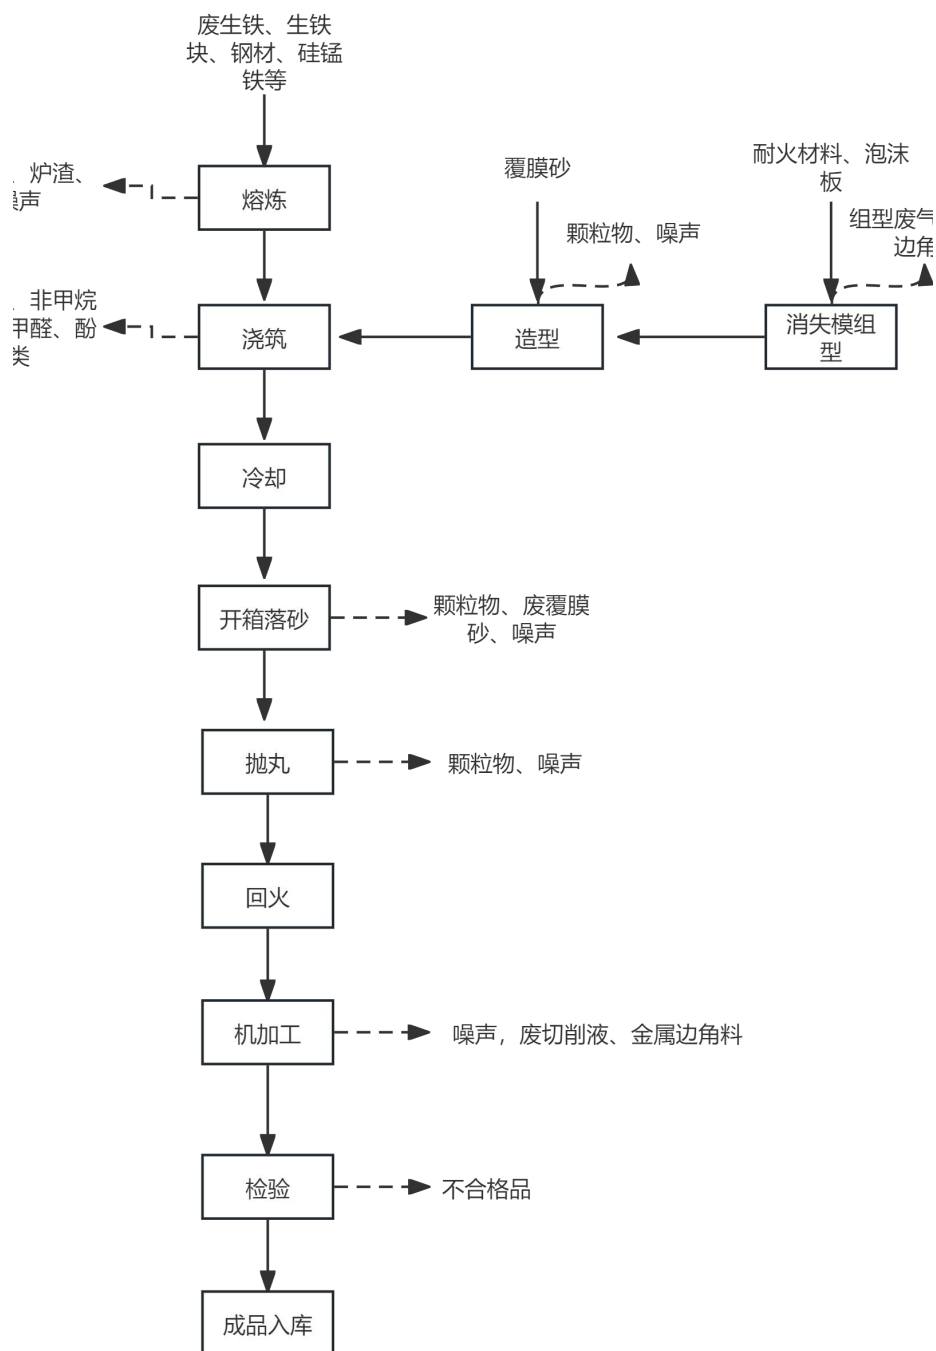 废生铁、生铁
块、钢材、硅锰
铁等
、炉渣、
噪声
熔炼
覆膜砂
耐火材料、泡沫
板
颗粒物、噪声
组型废气
边角
、非甲烷
甲醛、酚
类
浇筑
造型
消失模组
型
冷却
开箱落砂
颗粒物、废覆膜
砂、噪声
抛丸
颗粒物、噪声
回火
机加工
噪声，废切削液、金属边角料
检验
不合格品
成品入库